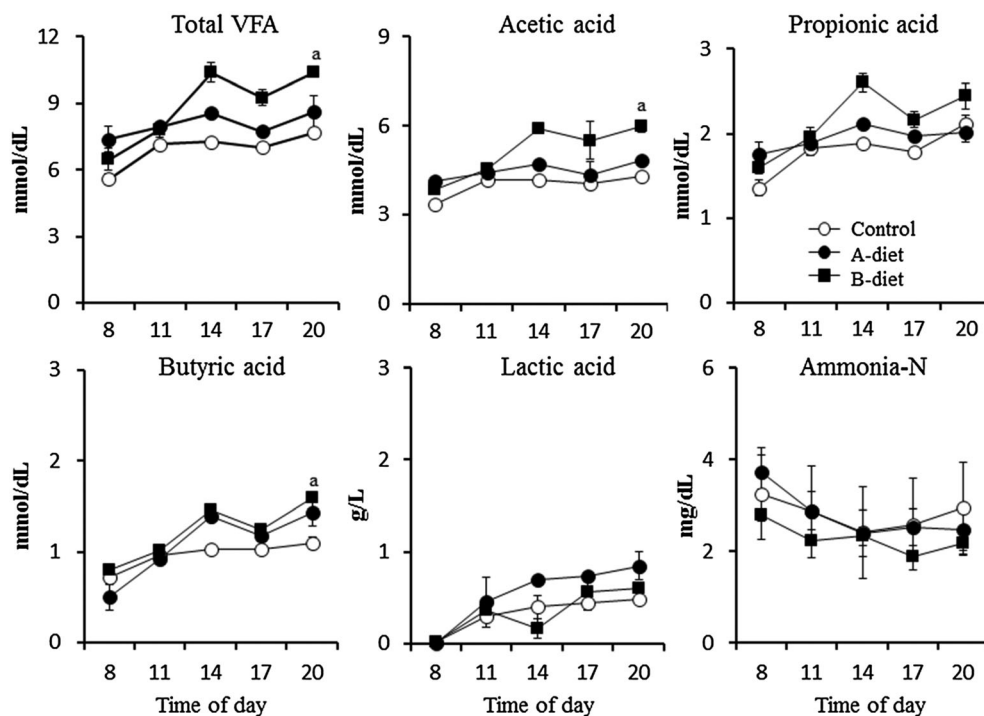 Total VFA
mmol/dL
12
9
6
3
0
a
8 11 14 17 20
Acetic acid
mmol/dL
9
6
3
0
a
8 11 14 17 20
Propionic acid
mmol/dL
3
2
1
0
Control
A-diet
B-diet
8 11 14 17 20
Butyric acid
mmol/dL
3
2
1
0
a
8 11 14 17 20
Time of day
Lactic acid
g/L
3
2
1
0
8 11 14 17 20
Time of day
Ammonia-N
mg/dL
6
4
2
0
8 11 14 17 20
Time of day